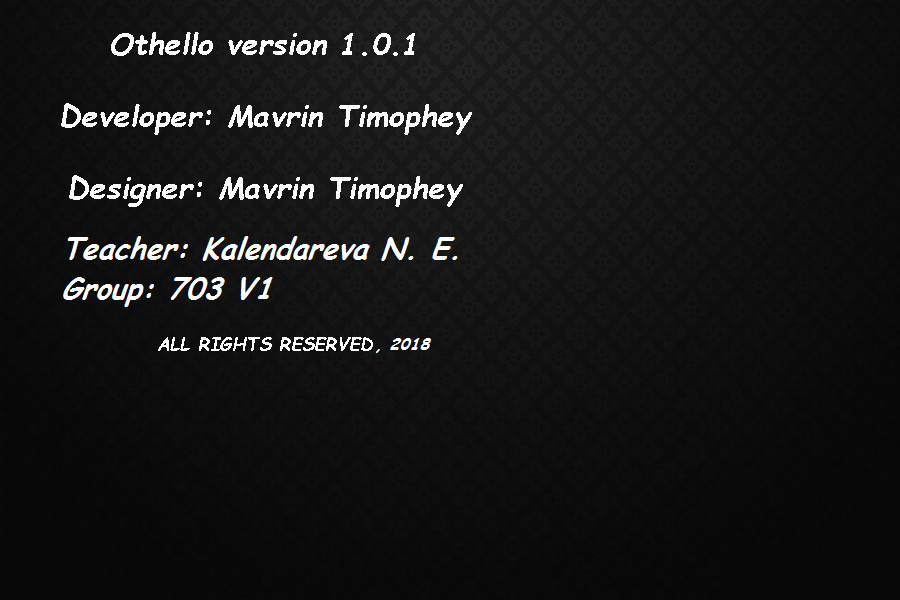 Othello version 1.0.1
Developer: Mavrin Timophey
Designer: Mavrin Timophey
Teacher: Kalendareva N. E.
Group: 703 V1
ALL RIGHTS RESERVED, 2018